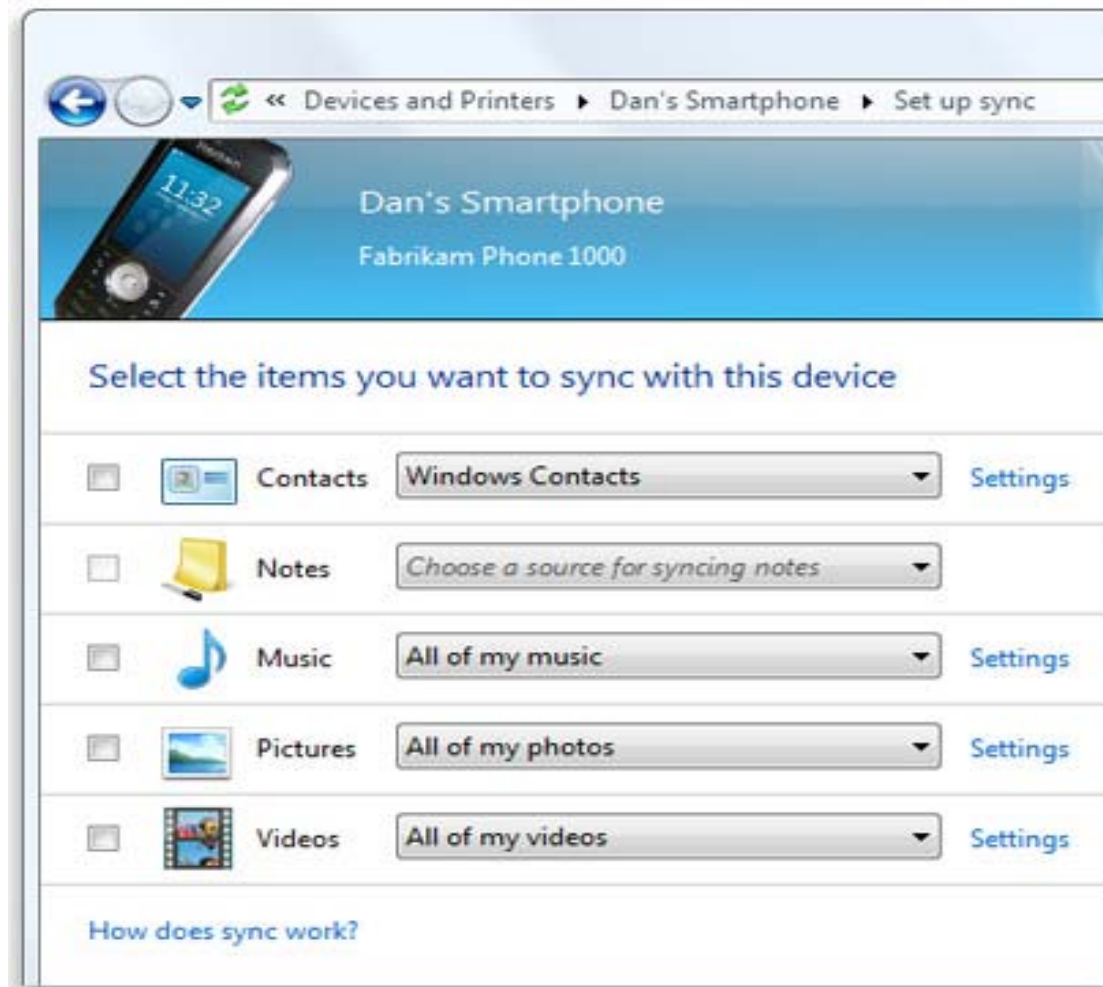 « Devices and Printers ▸ Dan's Smartphone ▸ Set up sync
11:32
Dan's Smartphone
Fabrikam Phone 1000
Select the items you want to sync with this device
Contacts Windows Contacts Settings
Notes Choose a source for syncing notes
Music All of my music Settings
Pictures All of my photos Settings
Videos All of my videos Settings
How does sync work?